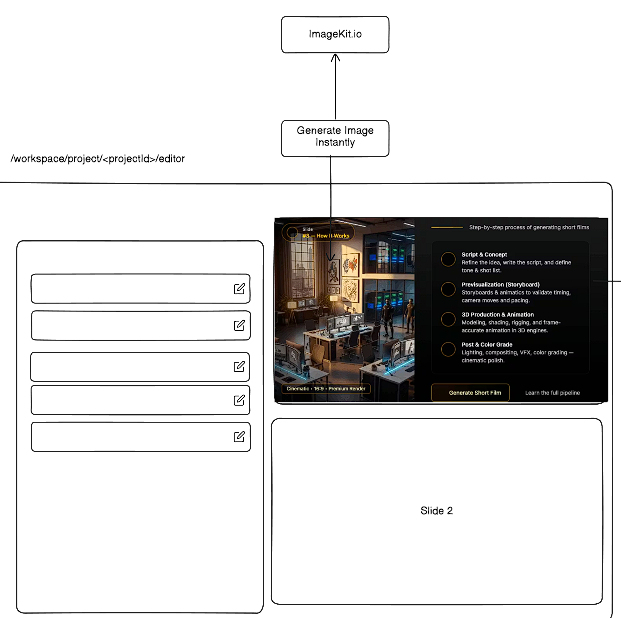 ImageKit.io
Generate Image
Instantly
/workspace/project/<projectId>/editor
Slide
#3 — How It Works
Step-by-step process of generating short films
Script & Concept
Refine the idea, write the script, and define
tone & shot list.
Previsualization (Storyboard)
Storyboards & animatics to validate timing,
camera moves and pacing.
3D Production & Animation
Modeling, shading, rigging, and frame-
accurate animation in 3D engines.
Post & Color Grade
Lighting, compositing, VFX, color grading —
cinematic polish.
Cinematic • 16:9 • Premium Render
Generate Short Film
Learn the full pipeline
Slide 2